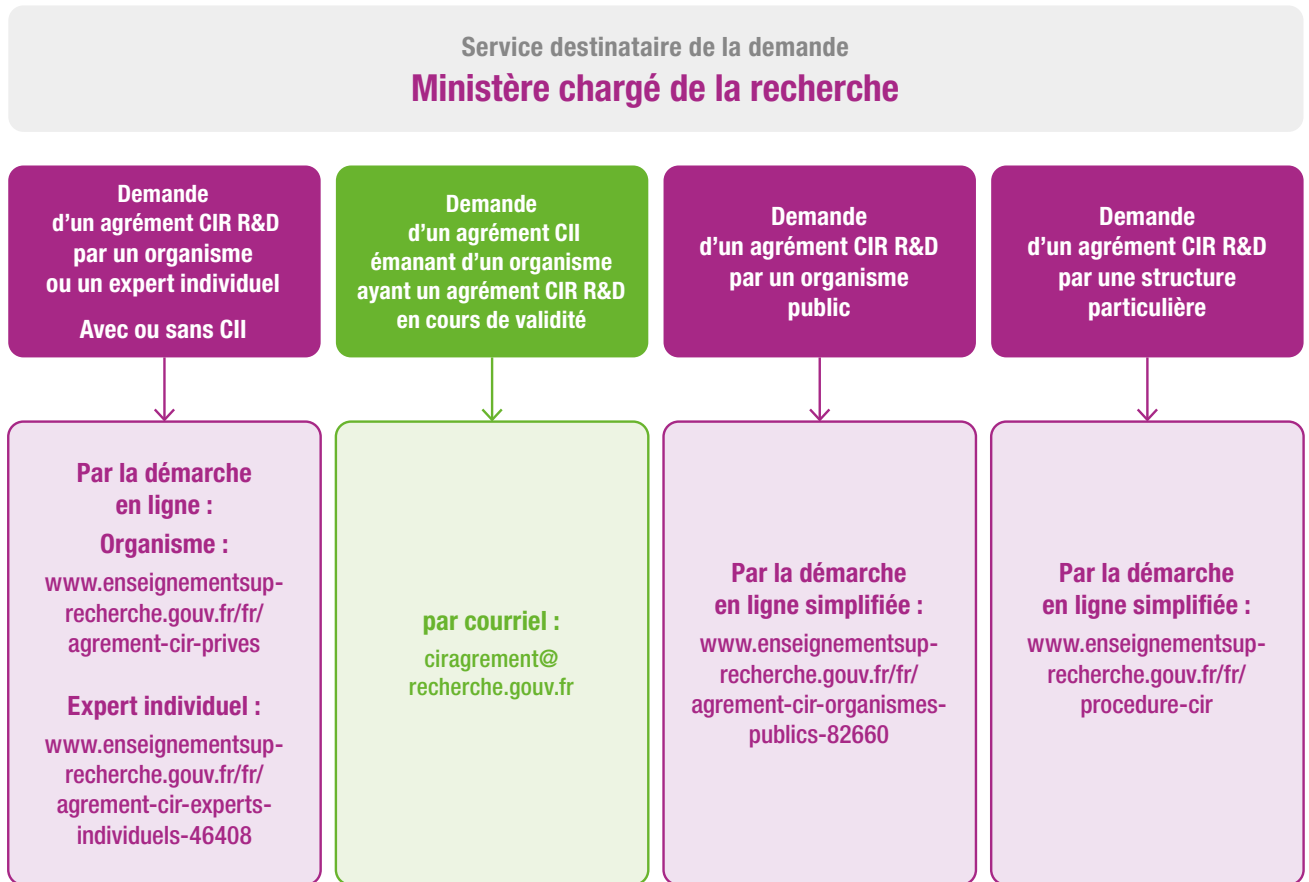 Service destinataire de la demande
Ministère chargé de la recherche
Demande
d'un agrément CIR R&D
par un organisme
ou un expert individuel
Avec ou sans CII
Demande
d'un agrément CII
émanant d'un organisme
ayant un agrément CIR R&D
en cours de validité
Demande
d'un agrément CIR R&D
par un organisme
public
Demande
d'un agrément CIR R&D
par une structure
particulière
Par la démarche
en ligne :
Organisme :
www.enseignementsup-
recherche.gouv.fr/fr/
agrement-cir-prives
Expert individuel :
www.enseignementsup-
recherche.gouv.fr/fr/
agrement-cir-experts-
individuels-46408
par courriel :
ciragrement@
recherche.gouv.fr
Par la démarche
en ligne simplifiée :
www.enseignementsup-
recherche.gouv.fr/fr/
agrement-cir-organismes-
publics-82660
Par la démarche
en ligne simplifiée :
www.enseignementsup-
recherche.gouv.fr/fr/
procedure-cir